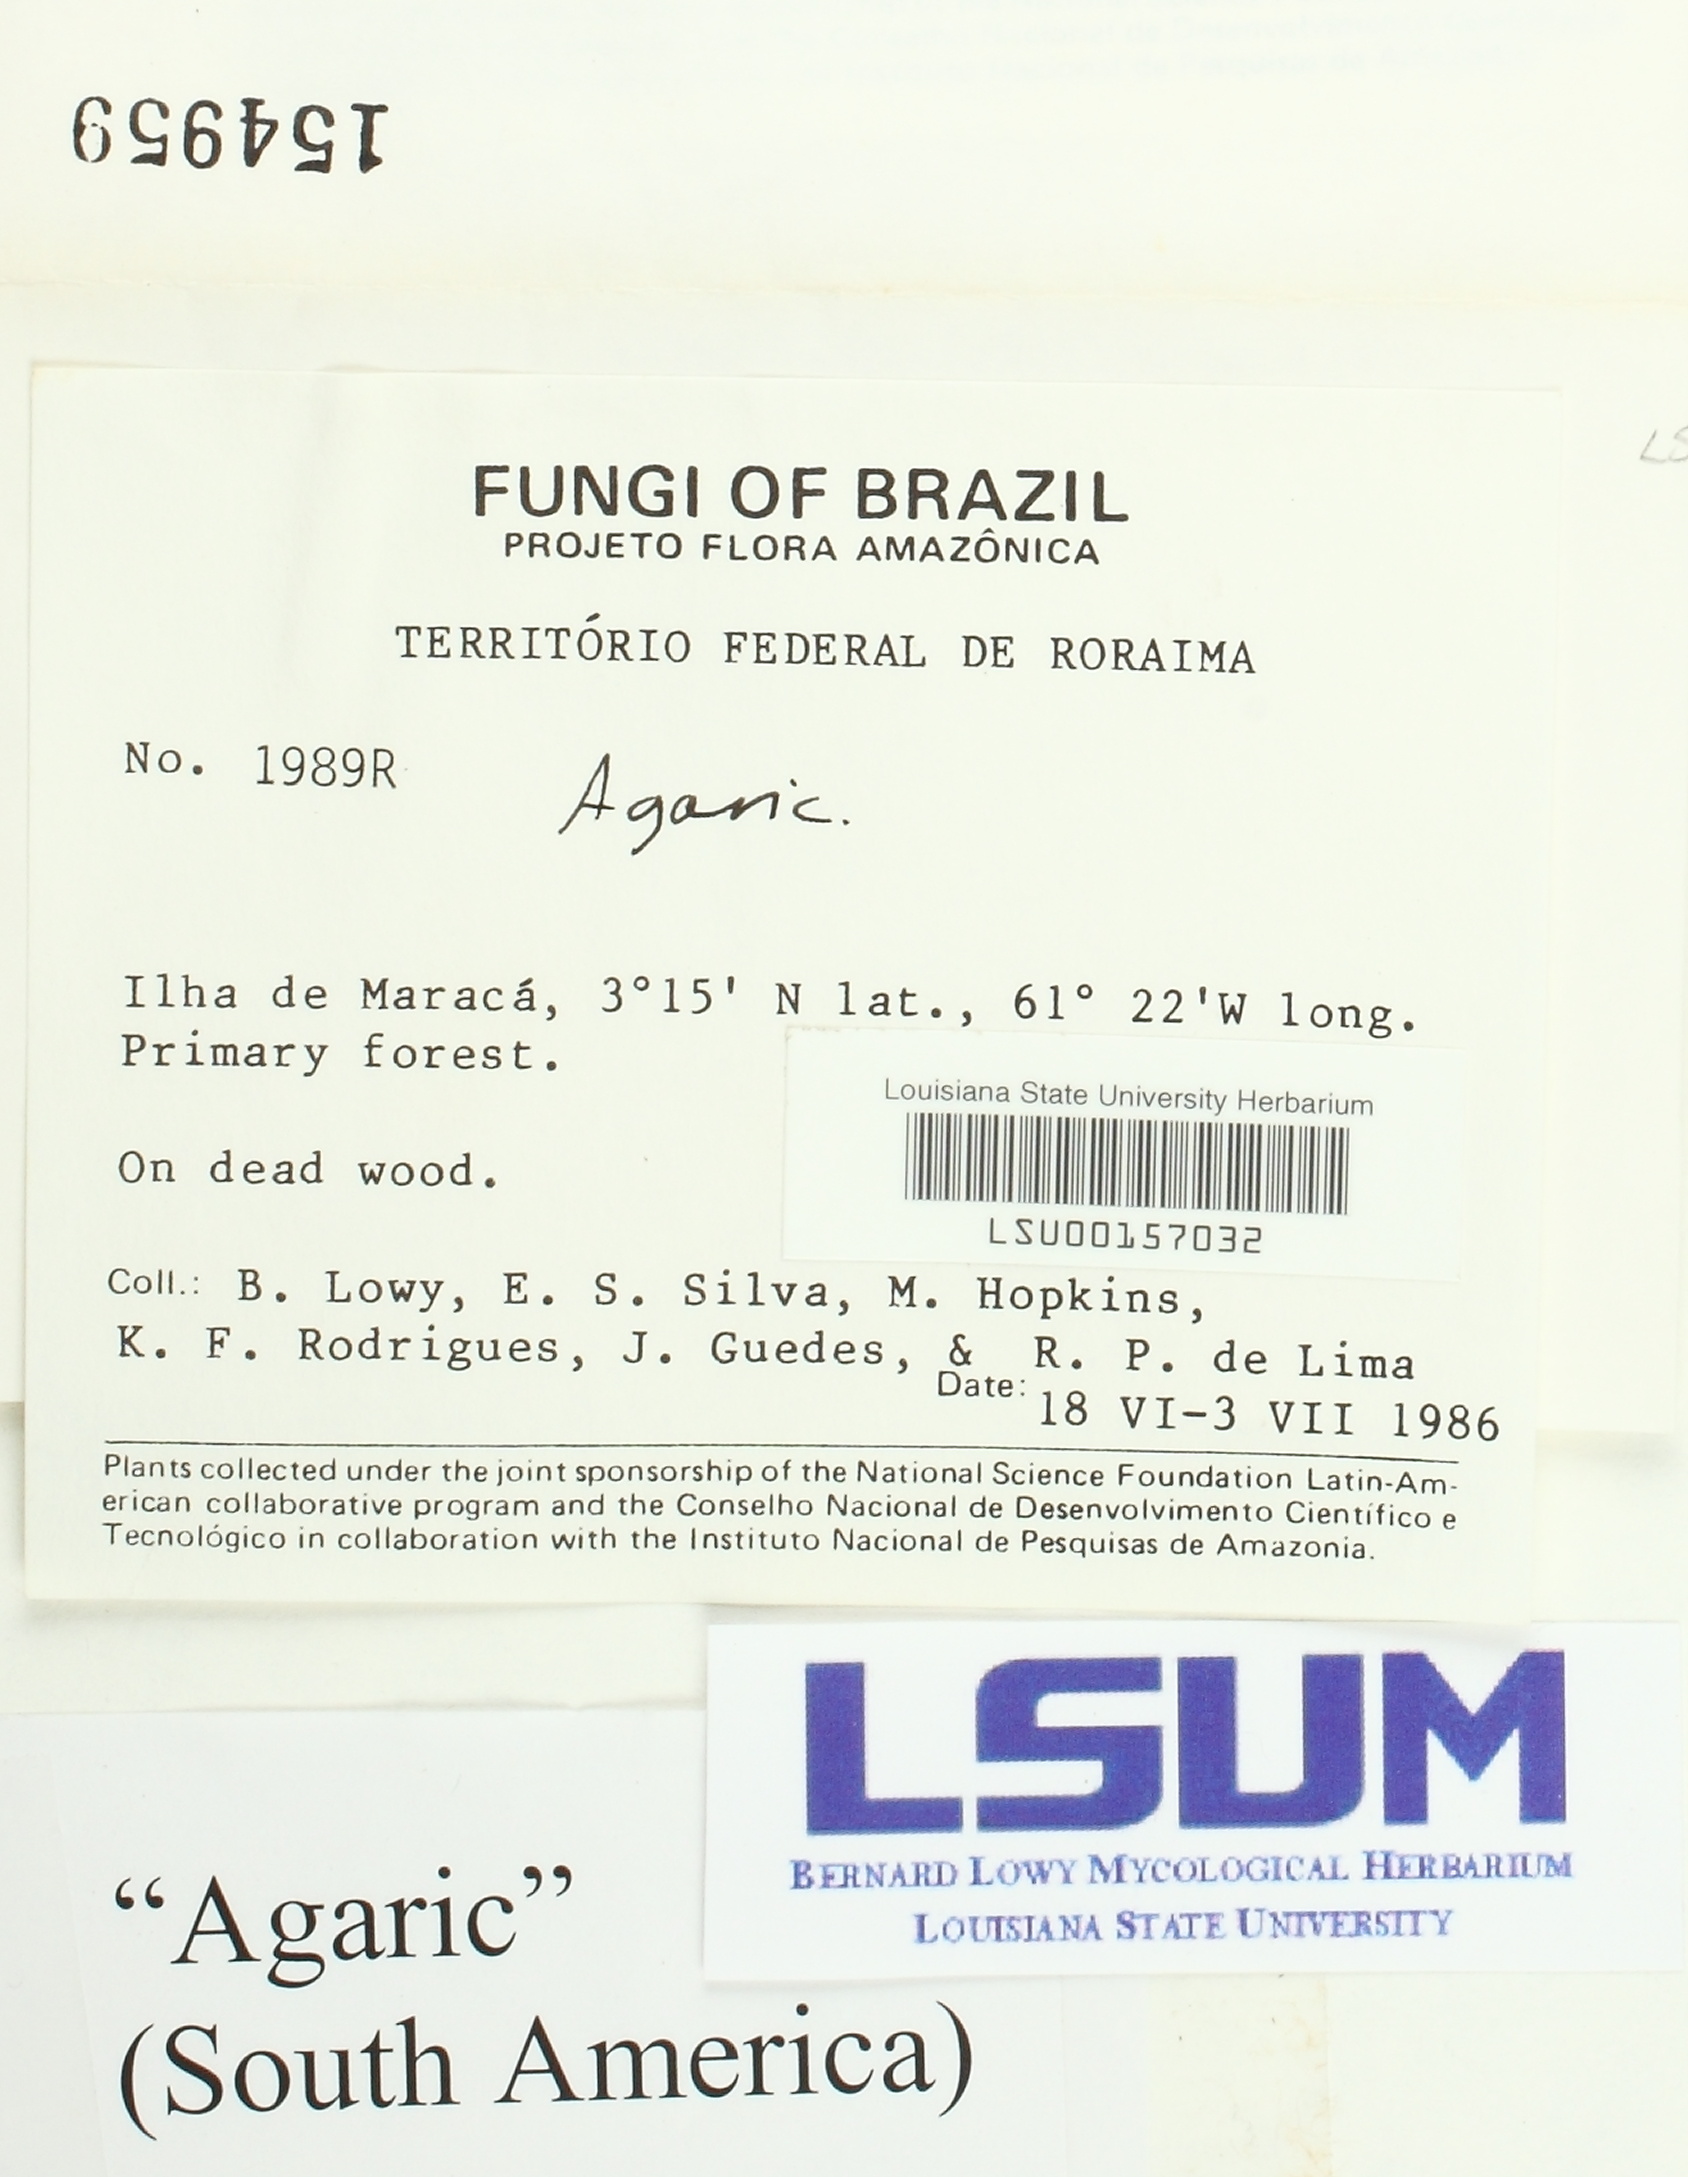 154959
FUNGI OF BRAZIL
PROJETO FLORA AMAZÔNICA
TERRITÓRIO FEDERAL DE RORAIMA
No. 1989R Agaric.
Ilha de Maracá, 3°15' N lat., 61° 22'W long.
Primary forest.
Louisiana State University Herbarium
LSU00157032
On dead wood.
Coll.: B. Lowy, E. S. Silva, M. Hopkins,
K. F. Rodrigues, J. Guedes, & R. P. de Lima
Date: 18 VI-3 VII 1986
Plants collected under the joint sponsorship of the National Science Foundation Latin-Am-
erican collaborative program and the Conselho Nacional de Desenvolvimento Científico e
Tecnológico in collaboration with the Instituto Nacional de Pesquisas de Amazonia.
LSUM
BERNARD LOWY MYCOLOGICAL HERBARIUM
LOUISIANA STATE UNIVERSITY
“Agaric”
(South America)